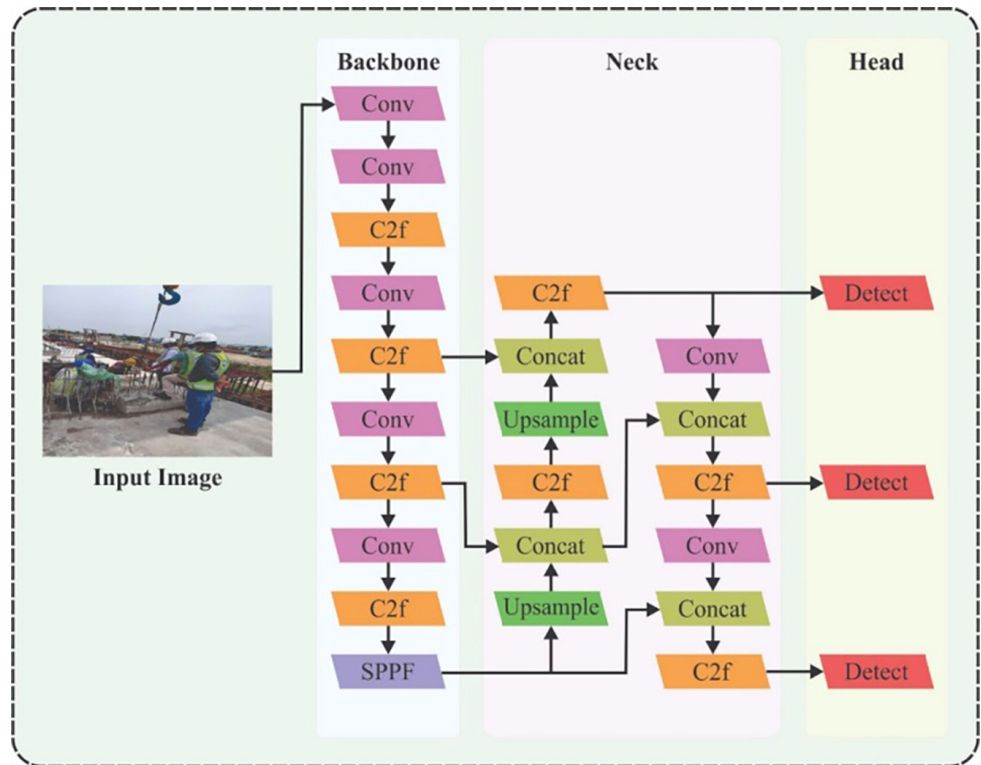 Backbone
Neck
Head
Conv
Conv
C2f
Conv
C2f
Conv
C2f
Conv
C2f
SPPF
C2f
Concat
Upsample
C2f
Concat
Upsample
Conv
Concat
C2f
Conv
Concat
C2f
Detect
Detect
Detect
Input Image